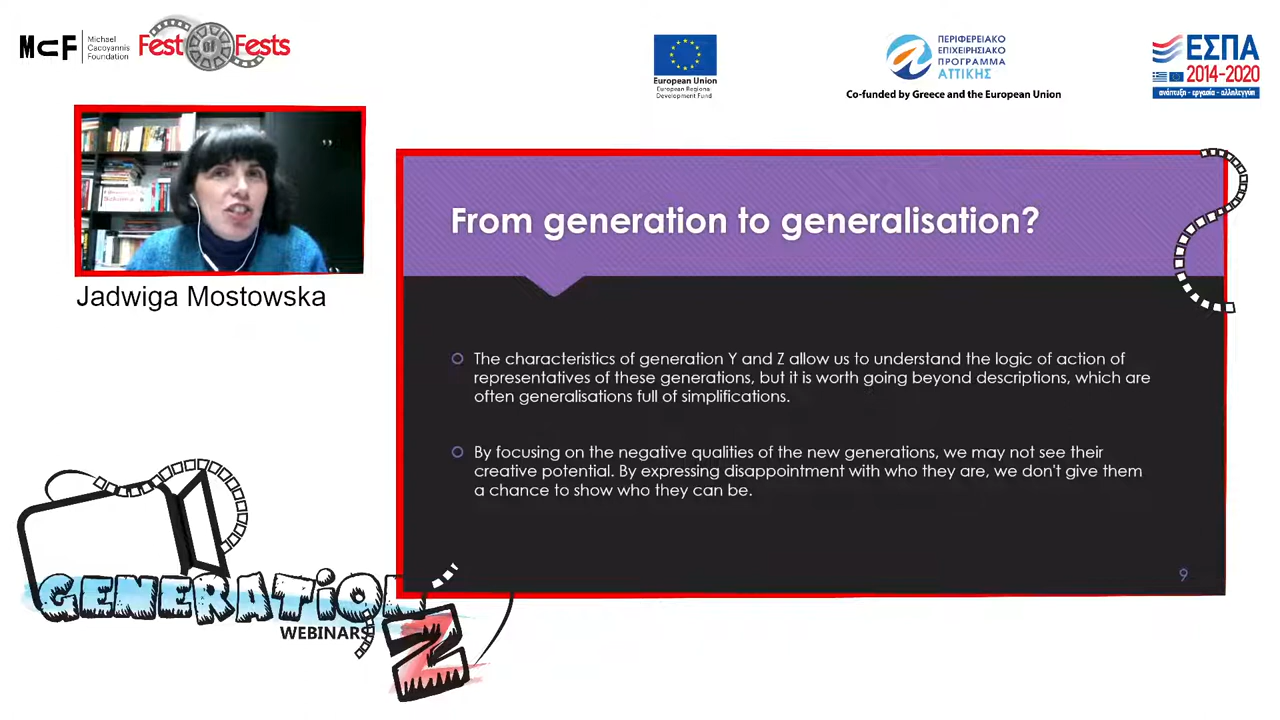 McF
Michael
Cacoyannis
Foundation
Fest of Fests
European Union
European Regional
Development Fund
ΠΕΡΙΦΕΡΕΙΑΚΟ
ΕΠΙΧΕΙΡΗΣΙΑΚΟ
ΠΡΟΓΡΑΜΜΑ
ΑΤΤΙΚΗΣ
Co-funded by Greece and the European Union
ΕΣΠΑ
2014-2020
ανάπτυξη - εργασία - αλληλεγγύη
Jadwiga Mostowska
From generation to generalisation?
The characteristics of generation Y and Z allow us to understand the logic of action of
representatives of these generations, but it is worth going beyond descriptions, which are
often generalisations full of simplifications.
By focusing on the negative qualities of the new generations, we may not see their
creative potential. By expressing disappointment with who they are, we don't give them
a chance to show who they can be.
9
GENERATiON
WEBINARS
Z